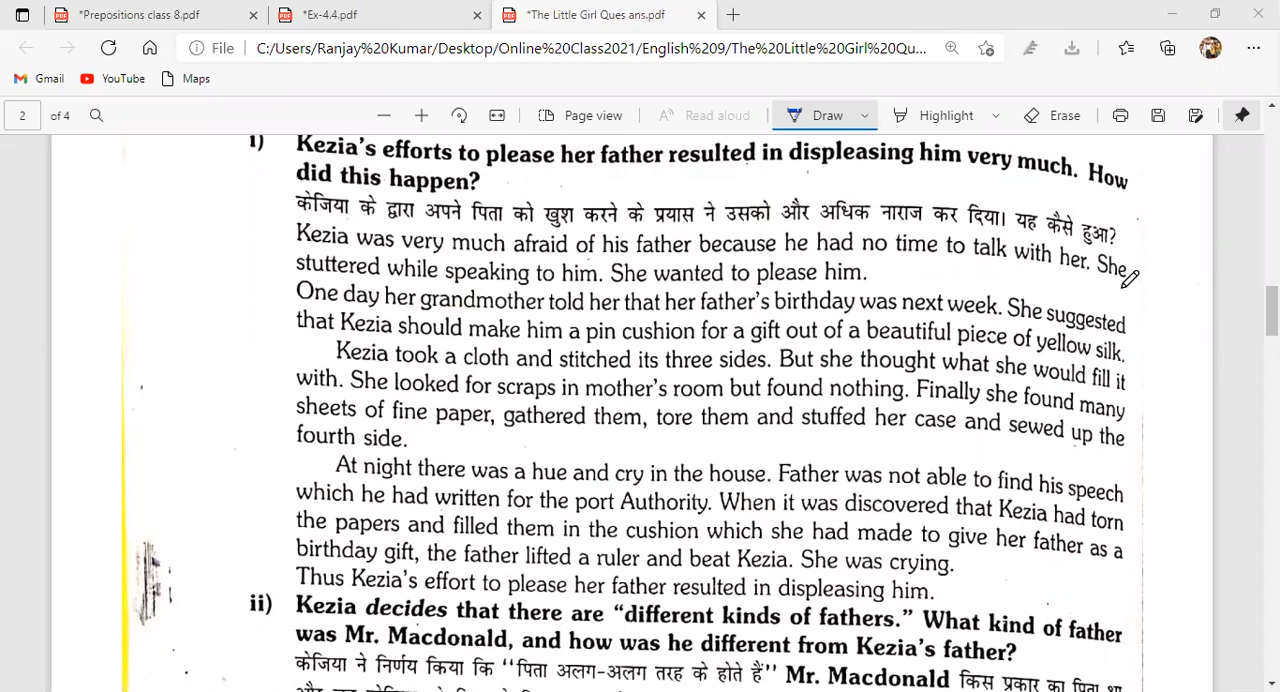 *Prepositions class 8.pdf
*Ex-4.4.pdf
*The Little Girl Ques ans.pdf
File
C:/Users/Ranjay%20Kumar/Desktop/Online%20Class2021/English%209/The%20Little%20Girl%20Qu...
Gmail
YouTube
Maps
2 of 4
Page view
Read aloud
Draw
Highlight
Erase
i) Kezia's efforts to please her father resulted in displeasing him very much. How
did this happen?
केजिया के द्वारा अपने पिता को खुश करने के प्रयास ने उसको और अधिक नाराज कर दिया। यह कैसे हुआ?
Kezia was very much afraid of his father because he had no time to talk with her. She
stuttered while speaking to him. She wanted to please him.
One day her grandmother told her that her father's birthday was next week. She suggested
that Kezia should make him a pin cushion for a gift out of a beautiful piece of yellow silk.
Kezia took a cloth and stitched its three sides. But she thought what she would fill it
with. She looked for scraps in mother's room but found nothing. Finally she found many
sheets of fine paper, gathered them, tore them and stuffed her case and sewed up the
fourth side.
At night there was a hue and cry in the house. Father was not able to find his speech
which he had written for the port Authority. When it was discovered that Kezia had torn
the papers and filled them in the cushion which she had made to give her father as a
birthday gift, the father lifted a ruler and beat Kezia. She was crying.
Thus Kezia's effort to please her father resulted in displeasing him.
ii) Kezia decides that there are "different kinds of fathers." What kind of father
was Mr. Macdonald, and how was he different from Kezia's father?
केजिया ने निर्णय किया कि "पिता अलग-अलग तरह के होते हैं" Mr. Macdonald किस प्रकार का पिता था